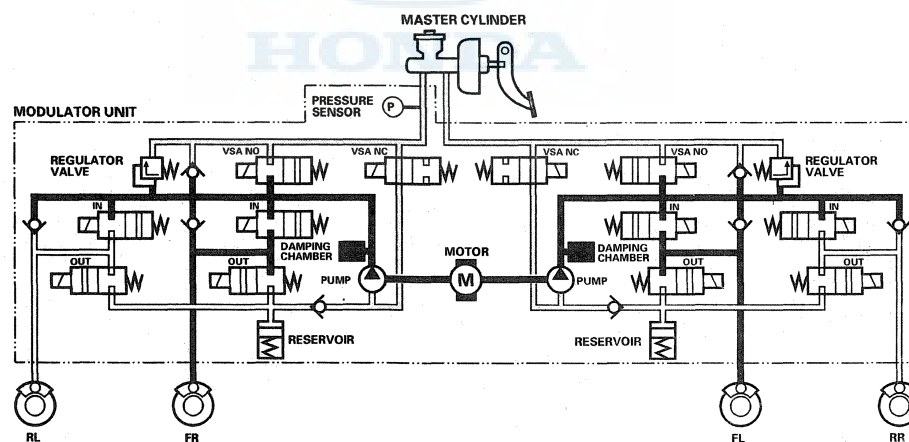 HONDA
MASTER CYLINDER
MODULATOR UNIT
PRESSURE
SENSOR
P
REGULATOR
VALVE
VSA NO
VSA NC
VSA NC
VSA NO
REGULATOR
VALVE
IN
IN
IN
IN
DAMPING
CHAMBER
MOTOR
DAMPING
CHAMBER
OUT
OUT
PUMP
M
PUMP
OUT
OUT
RESERVOIR
RESERVOIR
RL
FR
FL
RR